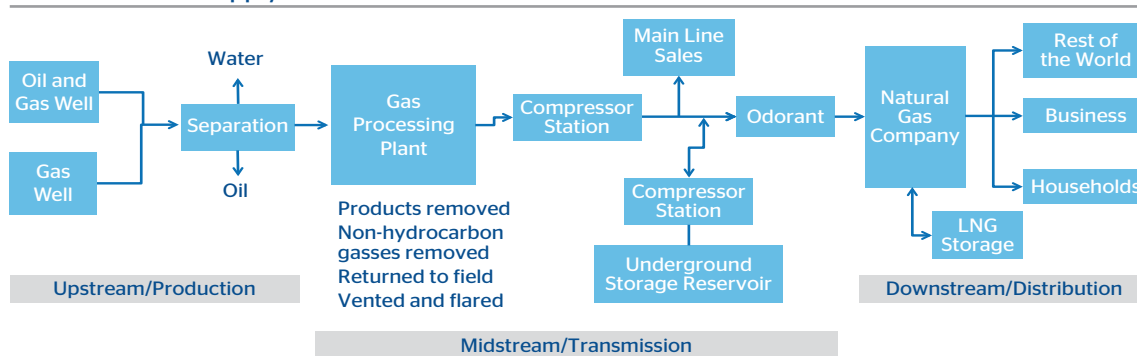 Water
Oil and
Gas Well
Separation
Gas
Well
Oil
Gas
Processing
Plant
Products removed
Non-hydrocarbon
gasses removed
Returned to field
Vented and flared
Compressor
Station
Main Line
Sales
Odorant
Compressor
Station
Underground
Storage Reservoir
Natural
Gas
Company
LNG
Storage
Rest of
the World
Business
Households
Upstream/Production
Midstream/Transmission
Downstream/Distribution